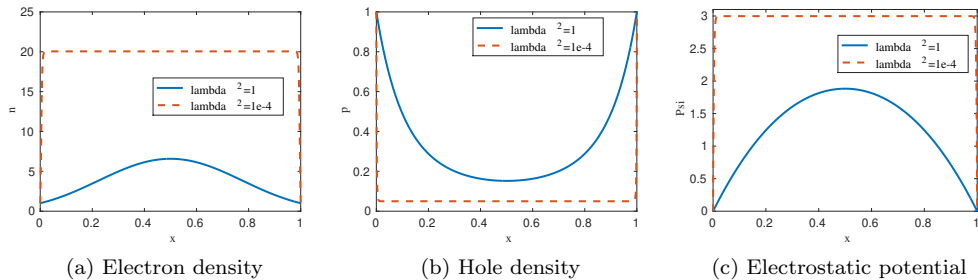 25
20
15
10
5
0
n
0 0.2 0.4 0.6 0.8 1
x
lambda ²=1
lambda ²=1e-4
(a) Electron density
1
0.8
0.6
0.4
0.2
0
p
0 0.2 0.4 0.6 0.8 1
x
lambda ²=1
lambda ²=1e-4
(b) Hole density
3
2.5
2
1.5
1
0.5
0
Psi
0 0.2 0.4 0.6 0.8 1
x
lambda ²=1
lambda ²=1e-4
(c) Electrostatic potential